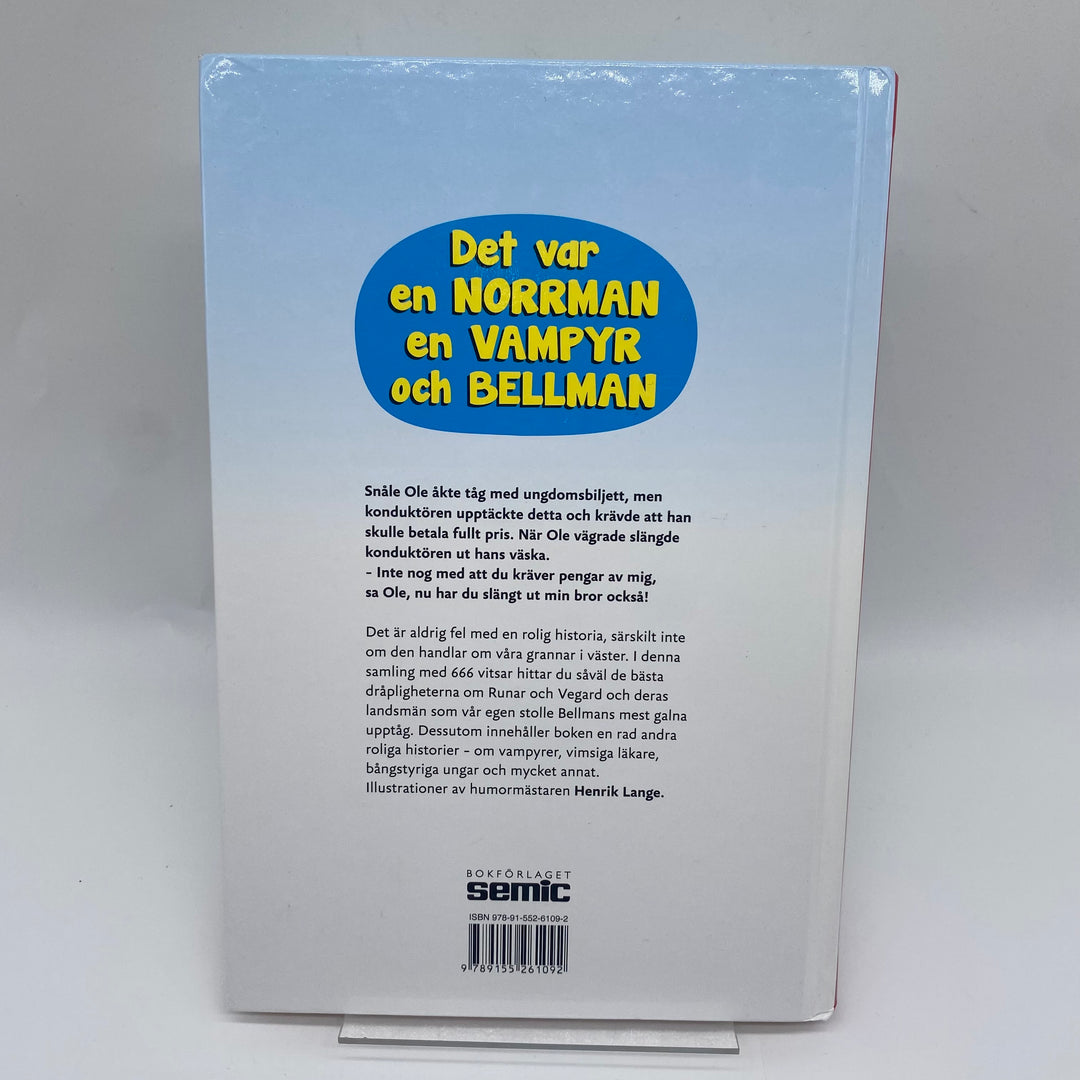 Det var
en NORRMAN
en VAMPYR
och BELLMAN
Snåle Ole åkte tåg med ungdomsbiljett, men
konduktören upptäckte detta och krävde att han
skulle betala fullt pris. När Ole vägrade slängde
konduktören ut hans väska.
– Inte nog med att du kräver pengar av mig,
sa Ole, nu har du slängt ut min bror också!
Det är aldrig fel med en rolig historia, särskilt inte
om den handlar om våra grannar i väster. I denna
samling med 666 vitsar hittar du såväl de bästa
dråpligheterna om Runar och Vegard och deras
landsmän som vår egen stolle Bellmans mest galna
upptåg. Dessutom innehåller boken en rad andra
roliga historier – om vampyrer, vimsiga läkare,
bångstyriga ungar och mycket annat.
Illustrationer av humormästaren Henrik Lange.
BOKFÖRLAGET
semic
ISBN 978-91-552-6109-2
9 789155 261092